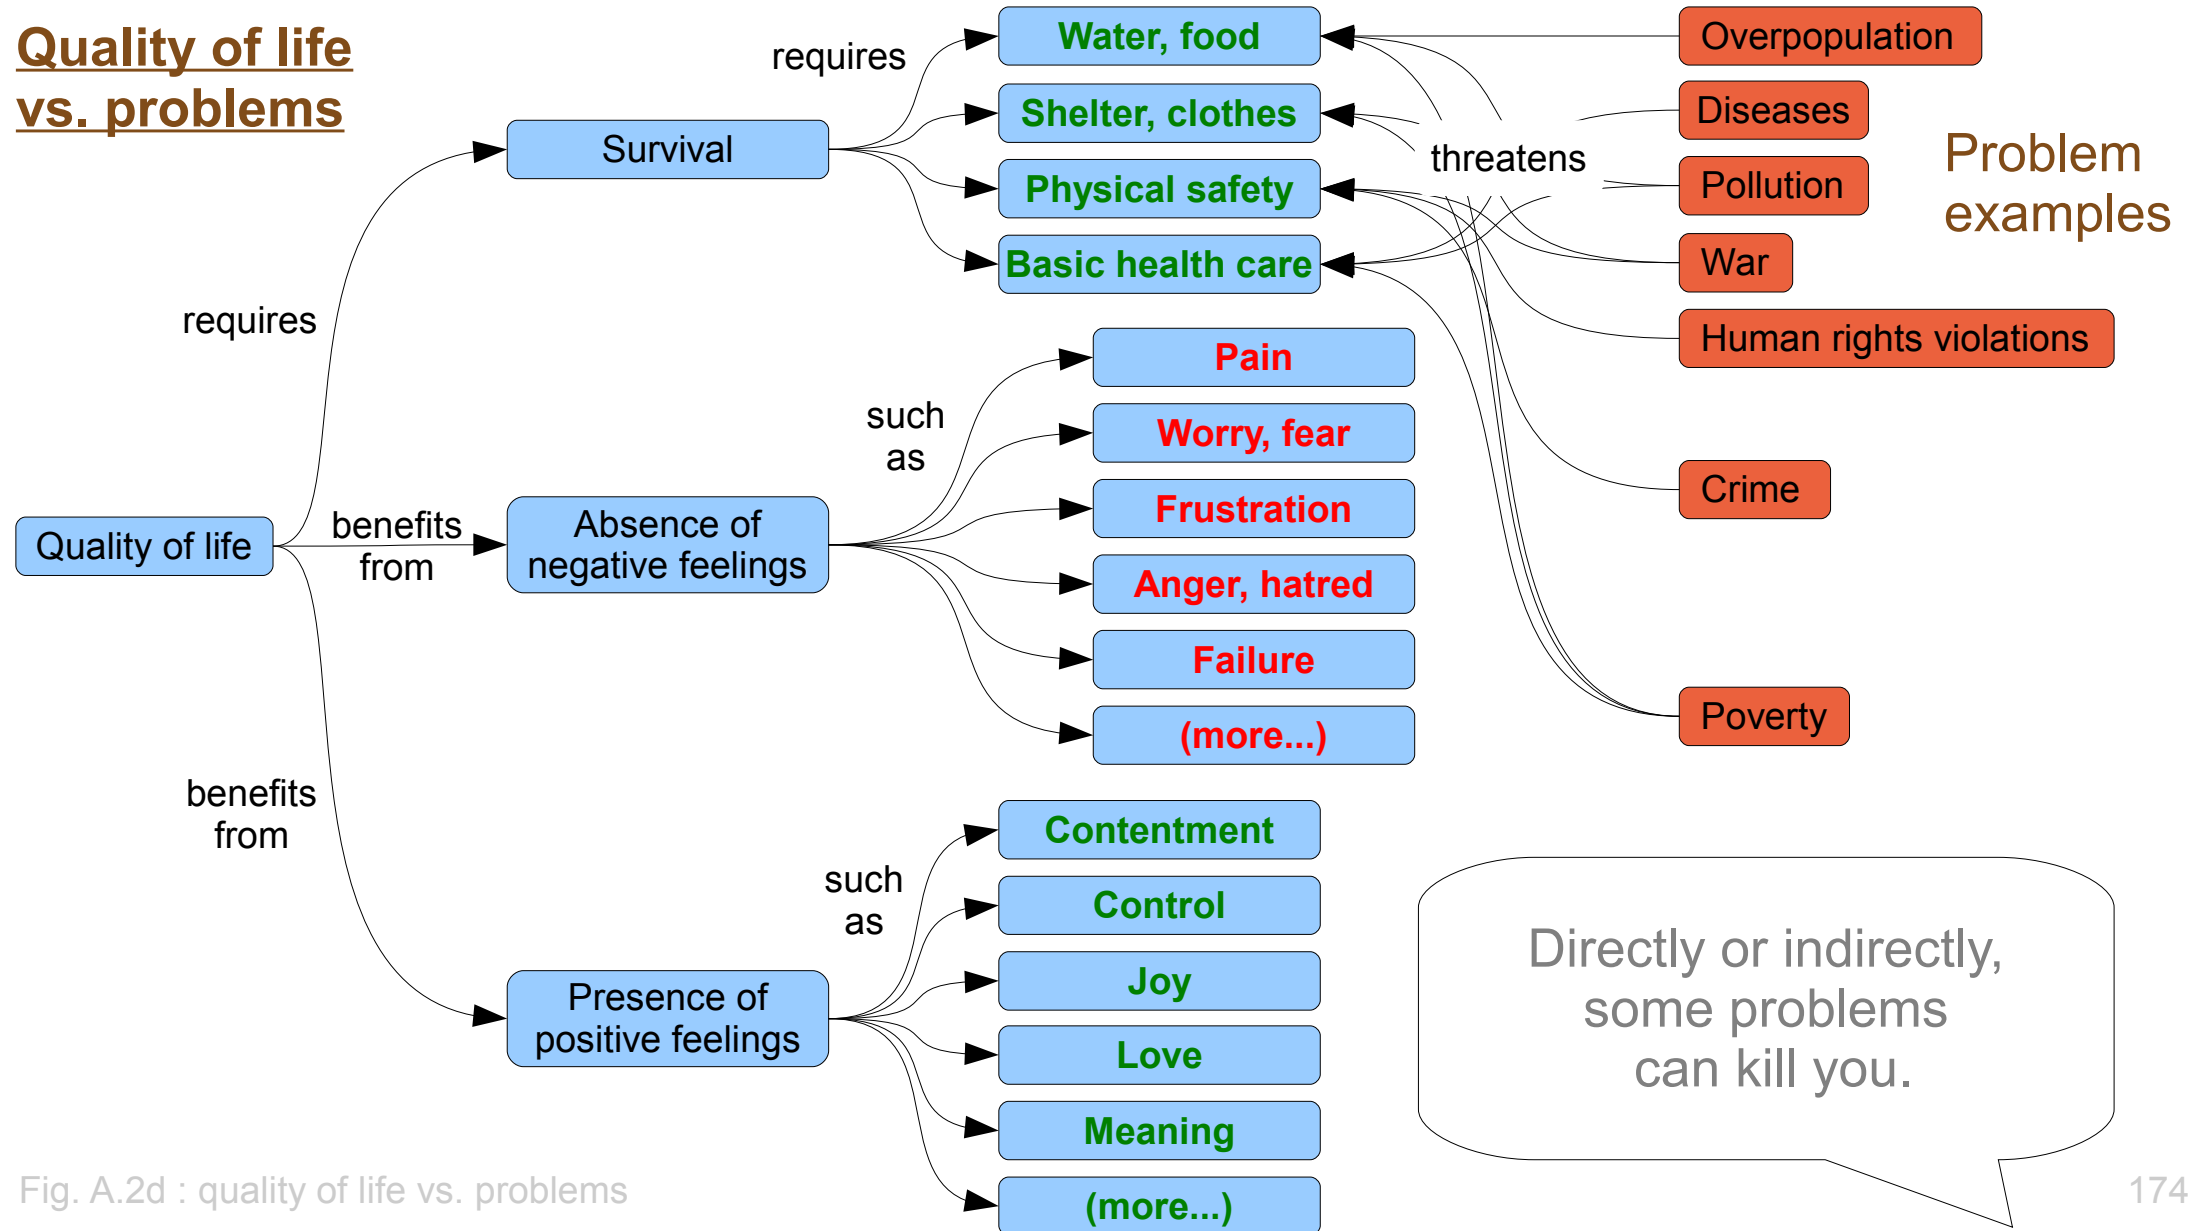 Quality of life
vs. problems
requires
Water, food
Shelter, clothes
Physical safety
Basic health care
Survival
threatens
Overpopulation
Diseases
Pollution
War
Human rights violations
Crime
Poverty
Problem
examples
requires
Quality of life
benefits
from
Absence of
negative feelings
such
as
Pain
Worry, fear
Frustration
Anger, hatred
Failure
(more...)
benefits
from
Presence of
positive feelings
such
as
Contentment
Control
Joy
Love
Meaning
(more...)
Directly or indirectly,
some problems
can kill you.
Fig. A.2d : quality of life vs. problems
174